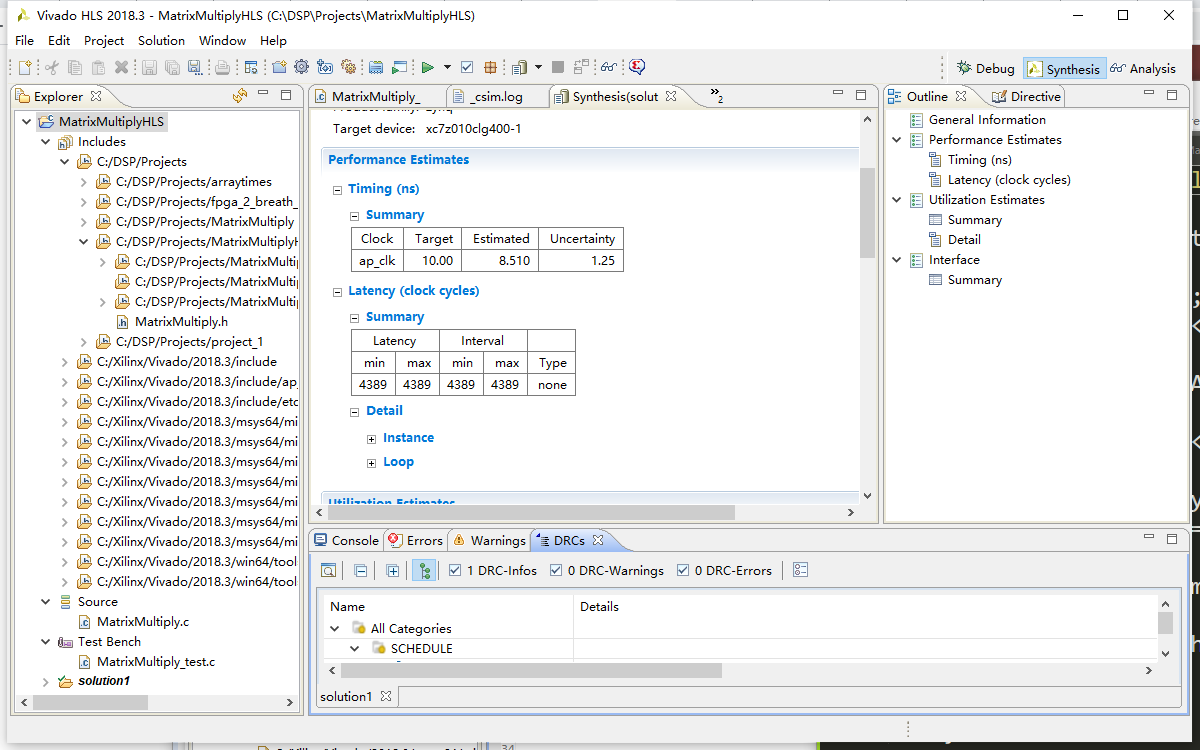 Vivado HLS 2018.3 - MatrixMultiplyHLS (C:\DSP\Projects\MatrixMultiplyHLS)
File Edit Project Solution Window Help
Debug Synthesis Analysis
Explorer
MatrixMultiplyHLS
Includes
C:/DSP/Projects
C:/DSP/Projects/arraytimes
C:/DSP/Projects/fpga_2_breath_
C:/DSP/Projects/MatrixMultiply
C:/DSP/Projects/MatrixMultiplyH
C:/DSP/Projects/MatrixMultip
C:/DSP/Projects/MatrixMultip
C:/DSP/Projects/MatrixMultip
MatrixMultiply.h
C:/DSP/Projects/project_1
C:/Xilinx/Vivado/2018.3/include
C:/Xilinx/Vivado/2018.3/include/ap_
C:/Xilinx/Vivado/2018.3/include/etc
C:/Xilinx/Vivado/2018.3/msys64/mi
C:/Xilinx/Vivado/2018.3/msys64/mi
C:/Xilinx/Vivado/2018.3/msys64/mi
C:/Xilinx/Vivado/2018.3/msys64/mi
C:/Xilinx/Vivado/2018.3/msys64/mi
C:/Xilinx/Vivado/2018.3/msys64/mi
C:/Xilinx/Vivado/2018.3/msys64/mi
C:/Xilinx/Vivado/2018.3/win64/tool
C:/Xilinx/Vivado/2018.3/win64/tool
Source
MatrixMultiply.c
Test Bench
MatrixMultiply_test.c
solution1
MatrixMultiply_ _csim.log Synthesis(solut 2
Target device: xc7z010clg400-1
Performance Estimates
Timing (ns)
Summary
Clock Target Estimated Uncertainty
ap_clk 10.00 8.510 1.25
Latency (clock cycles)
Summary
Latency Interval
min max min max Type
4389 4389 4389 4389 none
Detail
Instance
Loop
Utilization Estimates
Outline Directive
General Information
Performance Estimates
Timing (ns)
Latency (clock cycles)
Utilization Estimates
Summary
Detail
Interface
Summary
Console Errors Warnings DRCs
1 DRC-Infos 0 DRC-Warnings 0 DRC-Errors
Name Details
All Categories
SCHEDULE
solution1
34